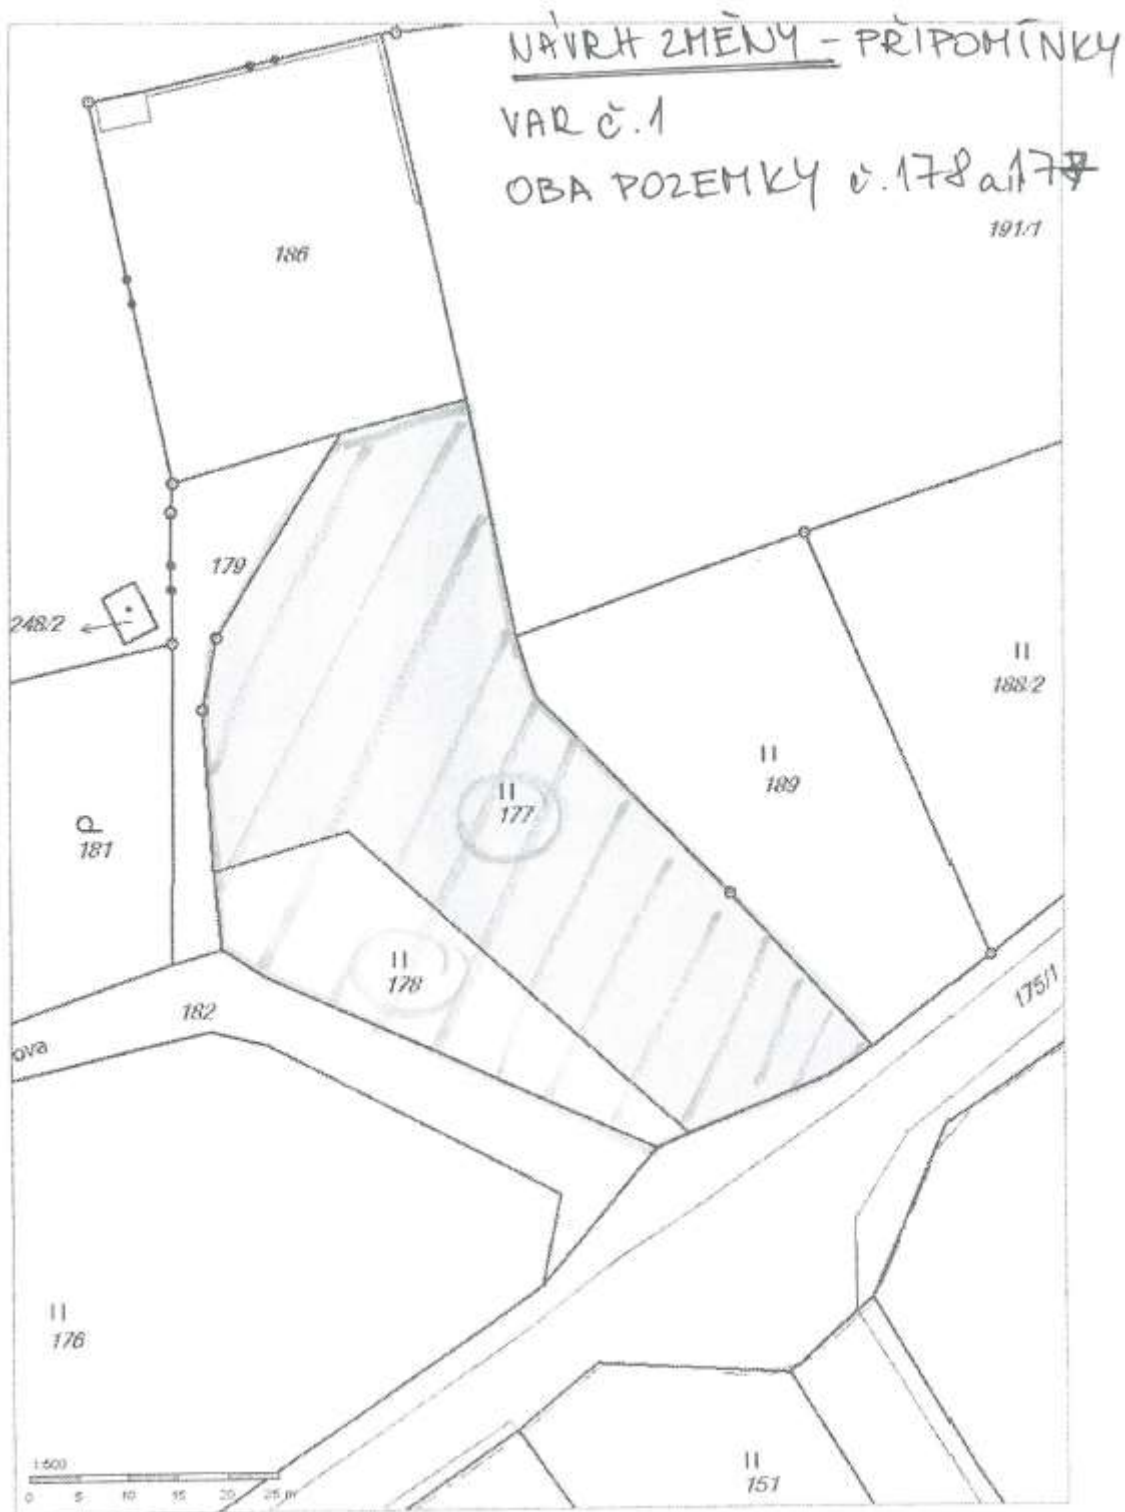 NÁVRH ZMĚNY - PŘIPOMÍNKY
VAR č.1
OBA POZEMKY č.178 a 177
191/1
186
179
248/2
II
188/2
II
189
II
177
P
181
II
178
182
175/1
ova
II
176
II
151
1:500
0 5 10 15 20 25 m